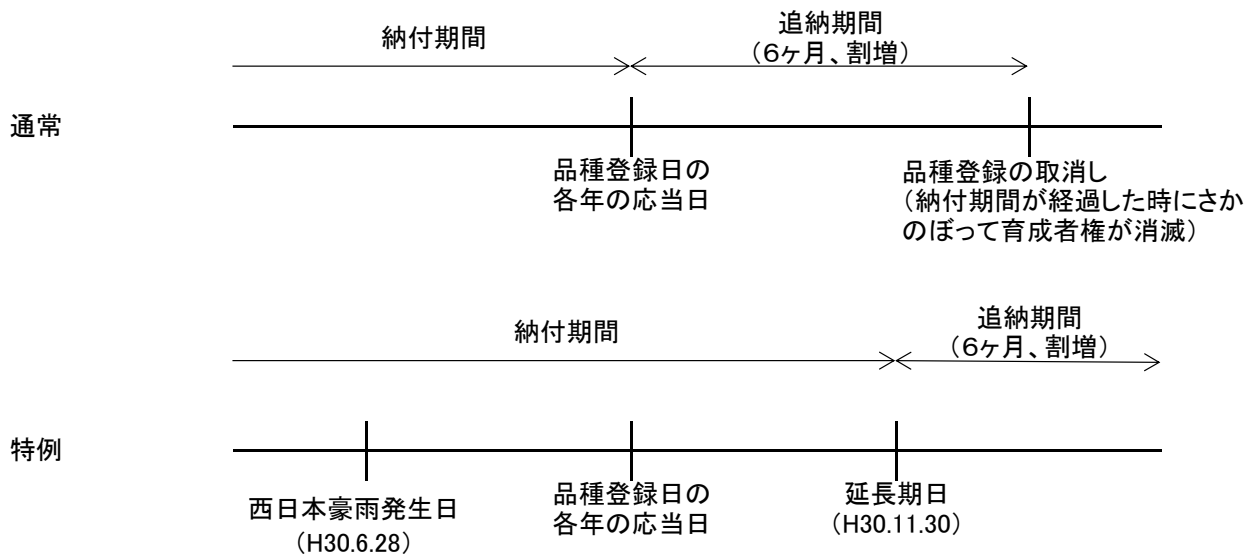 納付期間
追納期間
（6ヶ月、割増）
通常
品種登録日の
各年の応当日
品種登録の取消し
（納付期間が経過した時にさか
のぼって育成者権が消滅）
納付期間
追納期間
（6ヶ月、割増）
特例
西日本豪雨発生日
（H30.6.28）
品種登録日の
各年の応当日
延長期日
（H30.11.30）